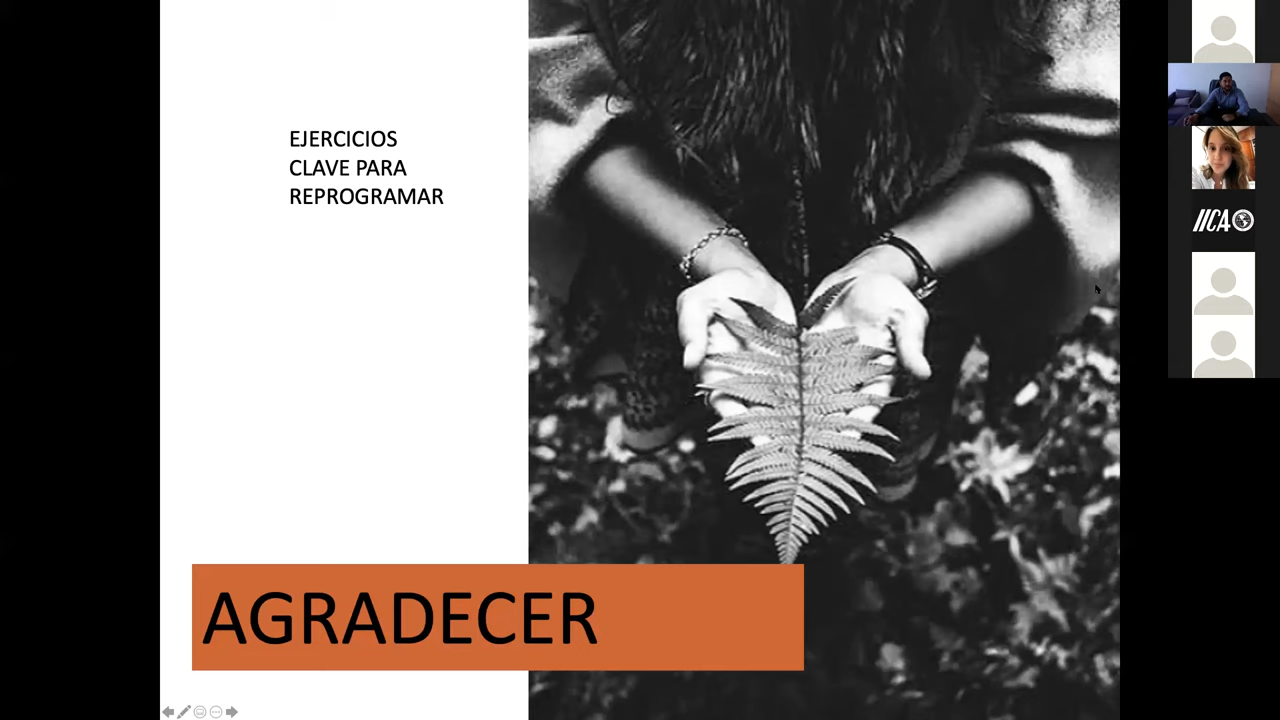 EJERCICIOS
CLAVE PARA
REPROGRAMAR
AGRADECER
IICA